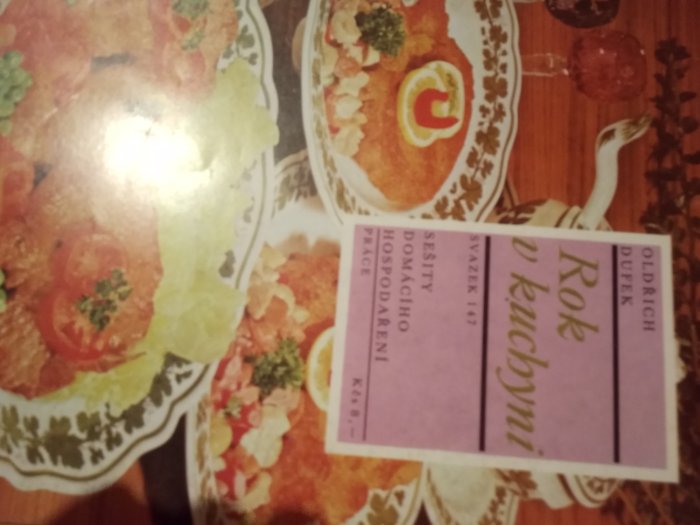 OLDŘICH
DUFEK
Rok
v kuchyni
SVAZEK 147
SEŠITY
DOMÁCÍHO
HOSPODAŘENÍ
PRÁCE
Kčs 8,—